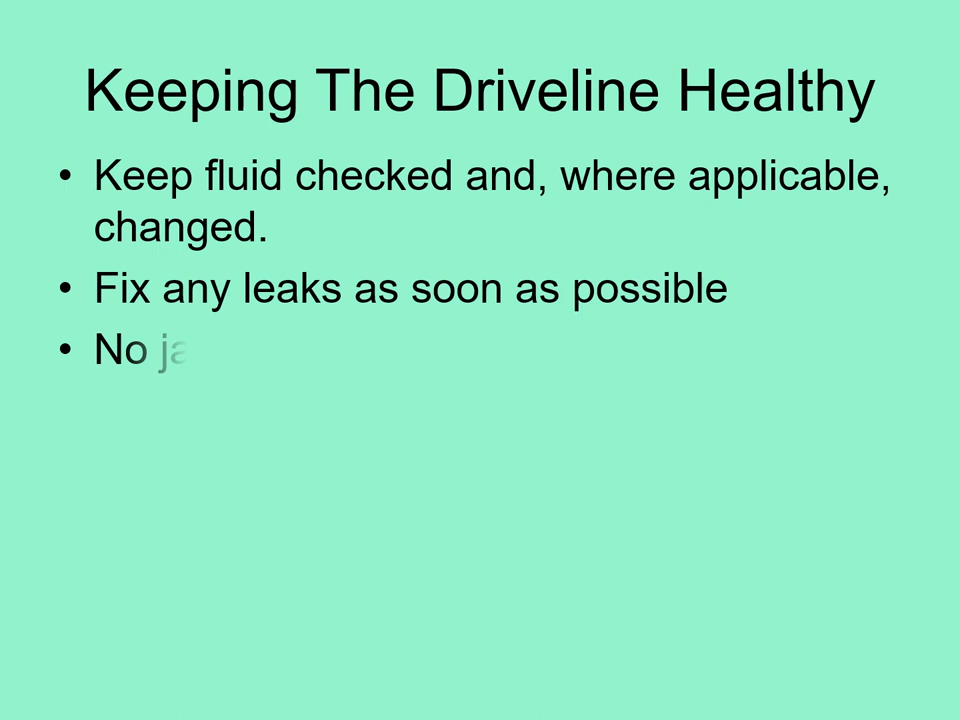 Keeping The Driveline Healthy
• Keep fluid checked and, where applicable,
changed.
• Fix any leaks as soon as possible
• No